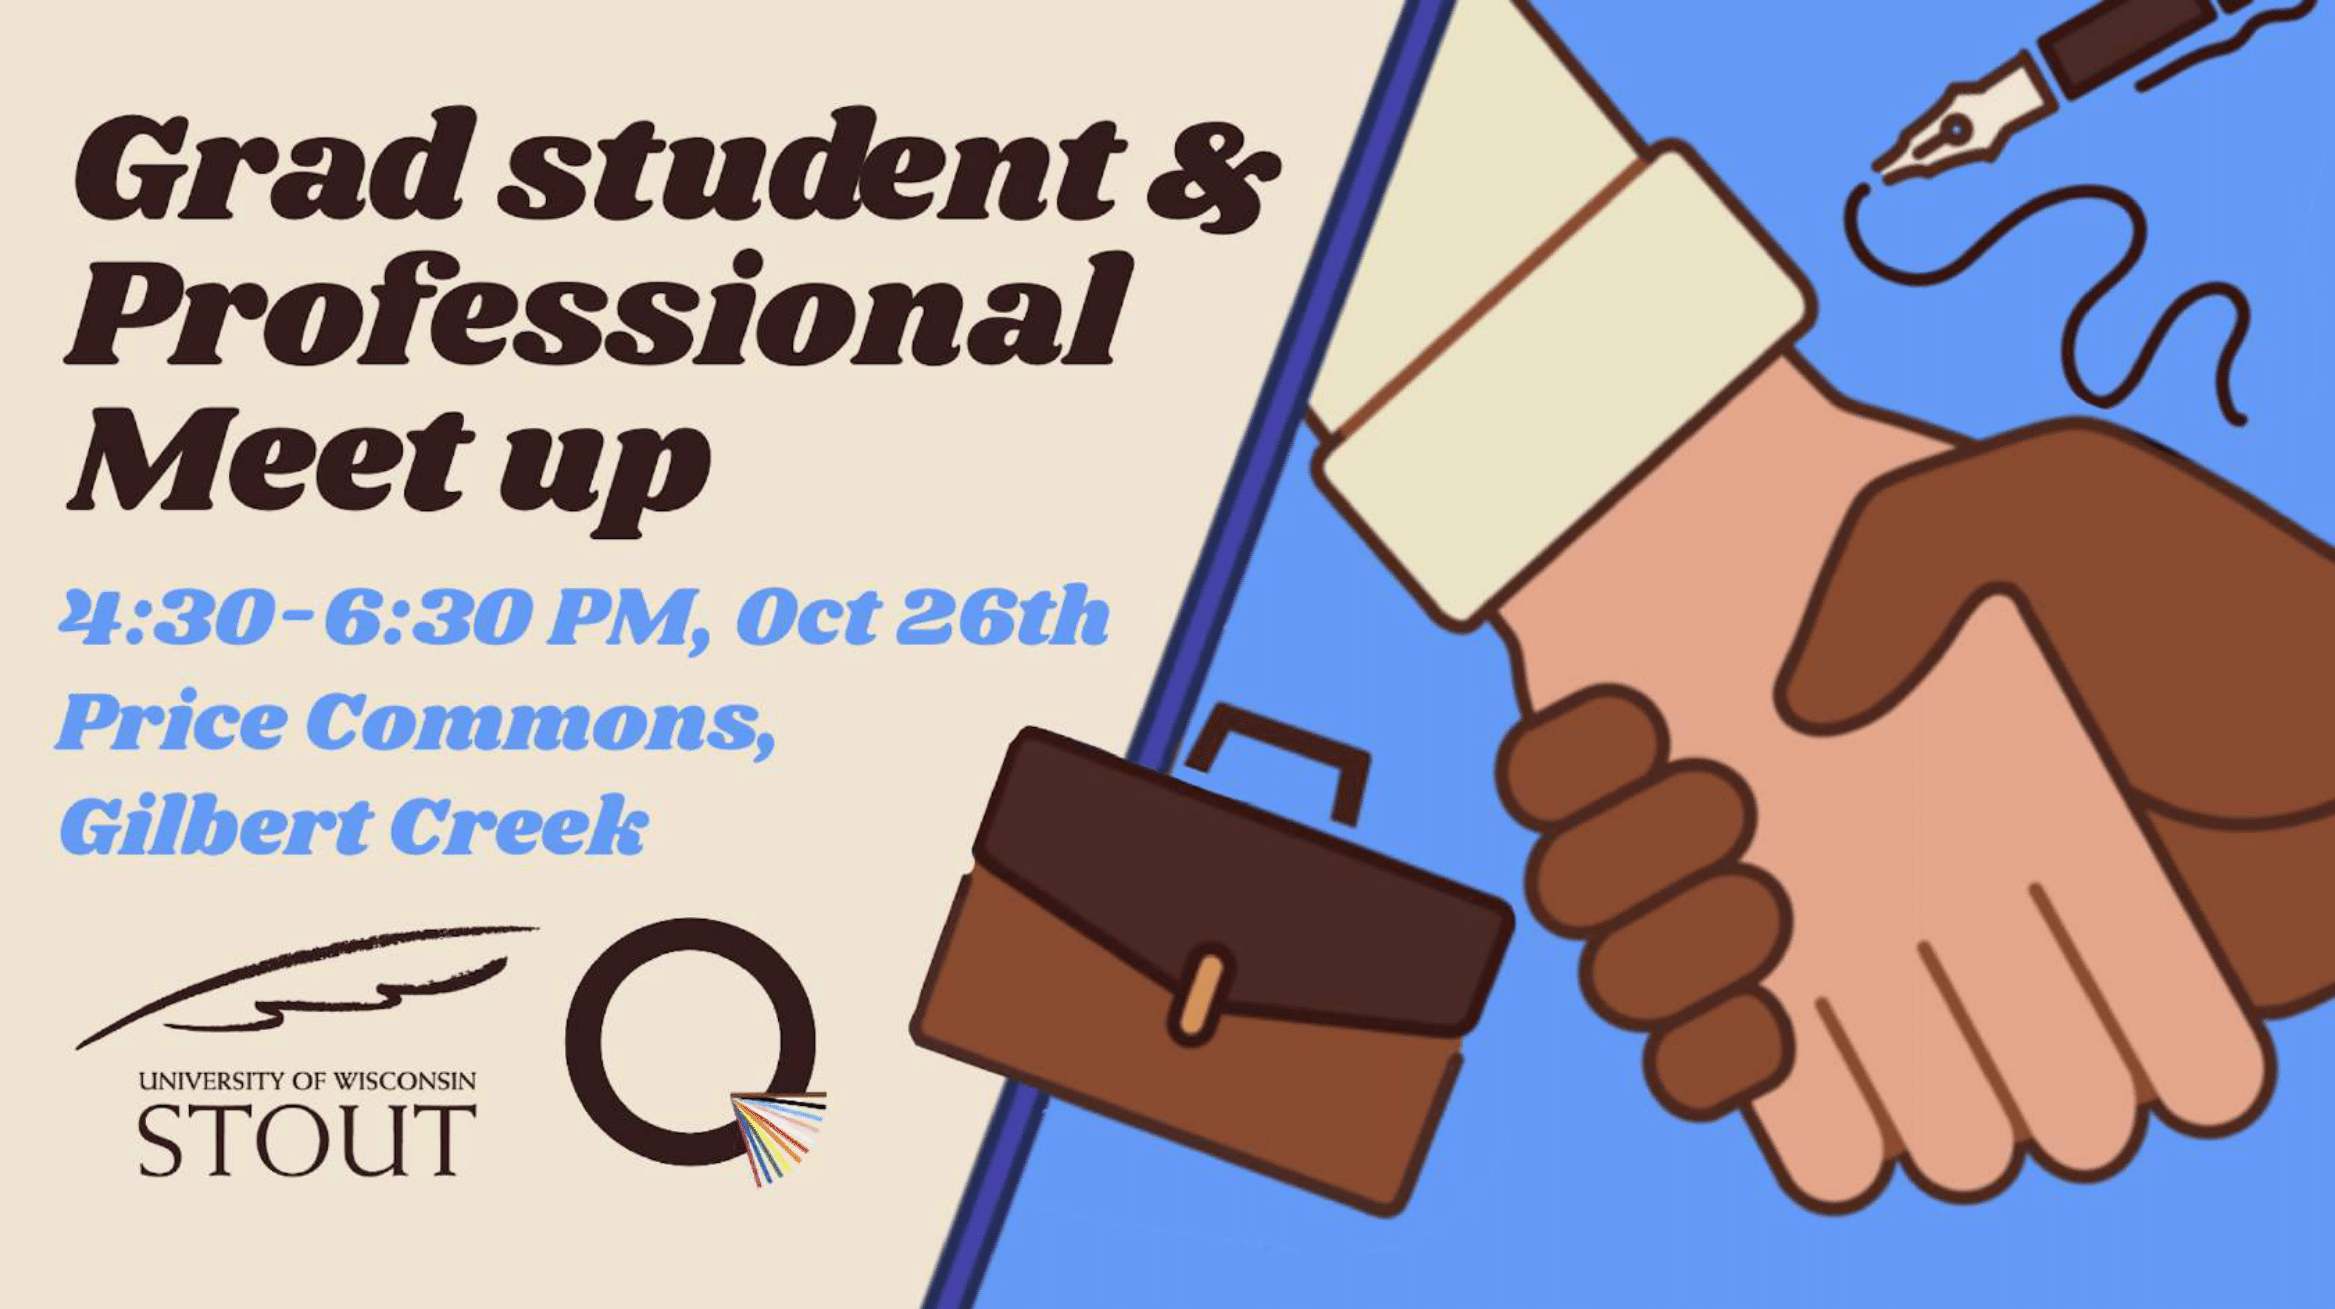 Grad student &
Professional
Meet up
4:30-6:30 PM, Oct 26th
Price Commons,
Gilbert Creek
UNIVERSITY OF WISCONSIN
STOUT
Q